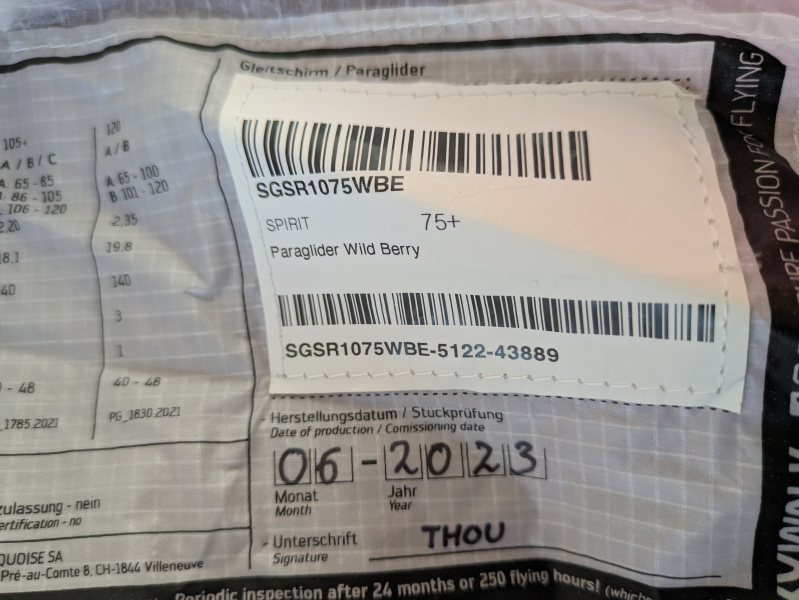 Gleitschirm / Paraglider
SGSR1075WBE
SPIRIT 75+
Paraglider Wild Berry
SGSR1075WBE-5122-43889
- Herstellungsdatum / Stuckprüfung
Date of production / Comissioning date
06-2023
Monat Jahr
Month Year
- Unterschrift THOU
Signature
105+ 120
A / B / C A / B
A: 65 - 85 A: 65-100
B: 86 - 105 B: 101-120
C: 106 - 120
2.20 2.35
8.1 19.8
40 140
3
1
- 48 40 - 48
_1785.2021 PG_1830.2021
zulassung - nein
ertification - no
QUOISE SA
Pré-au-Comte 8, CH-1844 Villeneuve
Periodic inspection after 24 months or 250 flying hours! (which
URE PASSION FOR FLYING